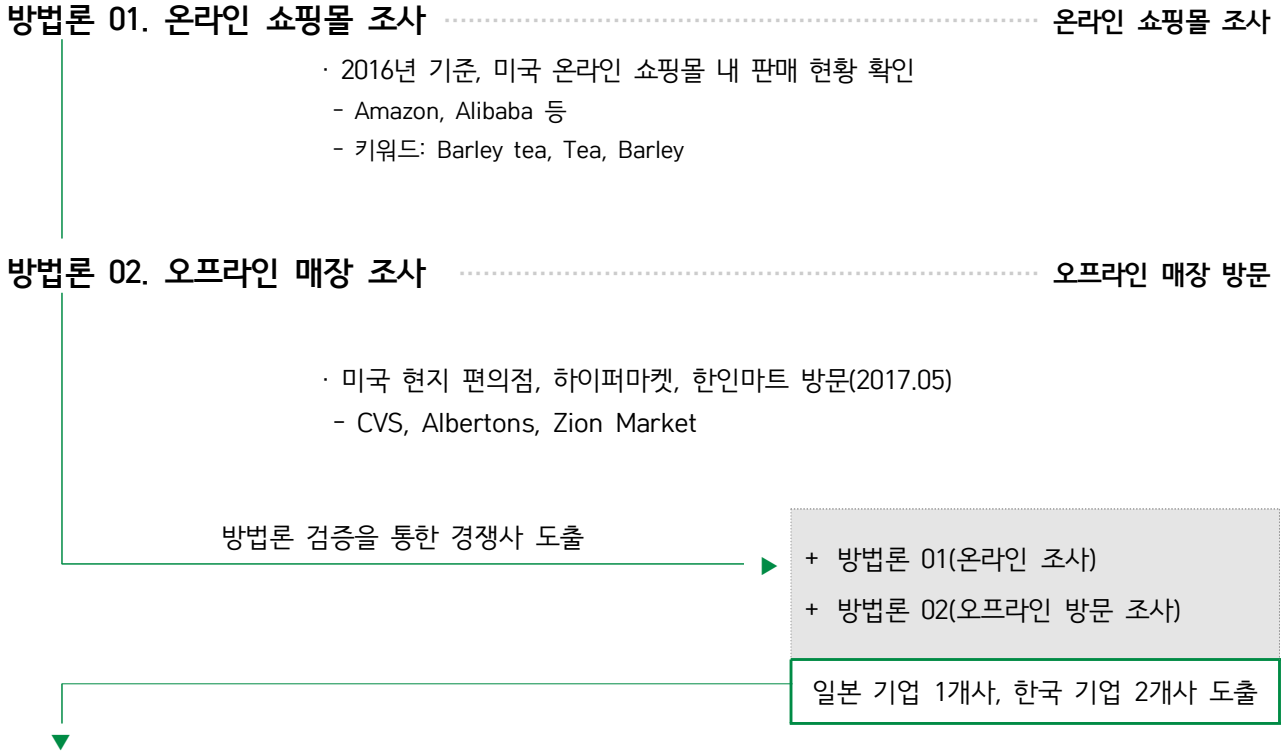 방법론 01. 온라인 쇼핑몰 조사 온라인 쇼핑몰 조사
· 2016년 기준, 미국 온라인 쇼핑몰 내 판매 현황 확인
- Amazon, Alibaba 등
- 키워드: Barley tea, Tea, Barley
방법론 02. 오프라인 매장 조사 오프라인 매장 방문
· 미국 현지 편의점, 하이퍼마켓, 한인마트 방문(2017.05)
- CVS, Albertons, Zion Market
방법론 검증을 통한 경쟁사 도출
+ 방법론 01(온라인 조사)
+ 방법론 02(오프라인 방문 조사)
일본 기업 1개사, 한국 기업 2개사 도출